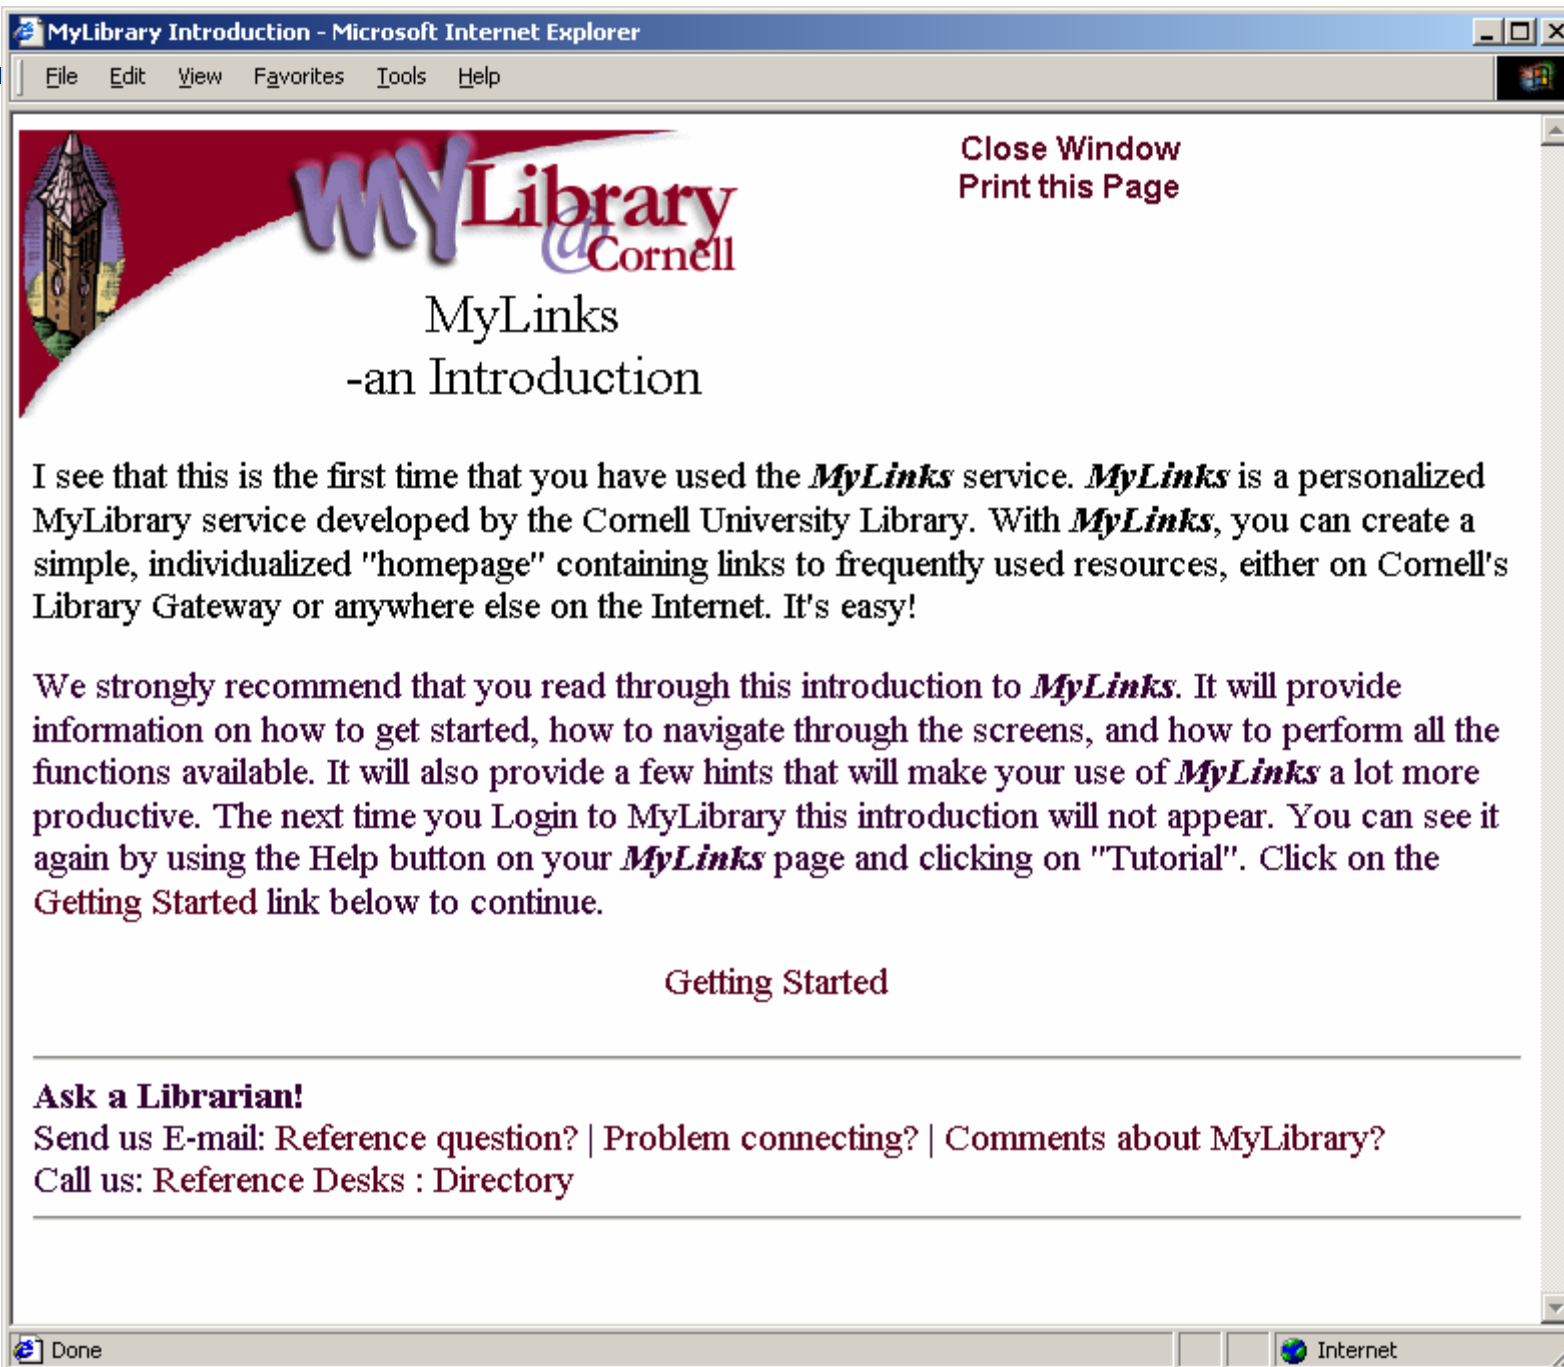 MyLibrary Introduction - Microsoft Internet Explorer
File Edit View Favorites Tools Help
Close Window
Print this Page
MYLibrary
@Cornell
MyLinks
-an Introduction
I see that this is the first time that you have used the MyLinks service. MyLinks is a personalized
MyLibrary service developed by the Cornell University Library. With MyLinks, you can create a
simple, individualized "homepage" containing links to frequently used resources, either on Cornell's
Library Gateway or anywhere else on the Internet. It's easy!
We strongly recommend that you read through this introduction to MyLinks. It will provide
information on how to get started, how to navigate through the screens, and how to perform all the
functions available. It will also provide a few hints that will make your use of MyLinks a lot more
productive. The next time you Login to MyLibrary this introduction will not appear. You can see it
again by using the Help button on your MyLinks page and clicking on "Tutorial". Click on the
Getting Started link below to continue.
Getting Started
Ask a Librarian!
Send us E-mail: Reference question? | Problem connecting? | Comments about MyLibrary?
Call us: Reference Desks : Directory
Done
Internet